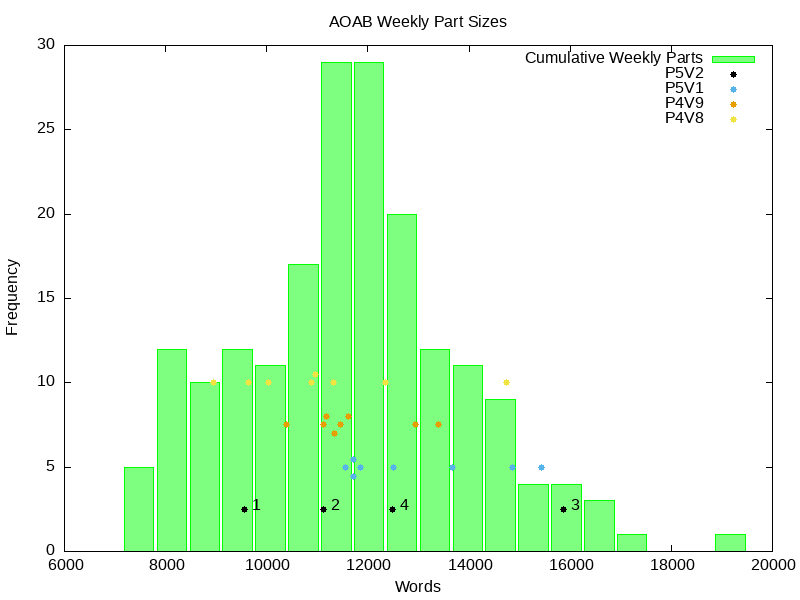 AOAB Weekly Part Sizes
30
25
20
15
10
5
0
Frequency
Cumulative Weekly Parts
P5V2
P5V1
P4V9
P4V8
1 2 4 3
6000 8000 10000 12000 14000 16000 18000 20000
Words